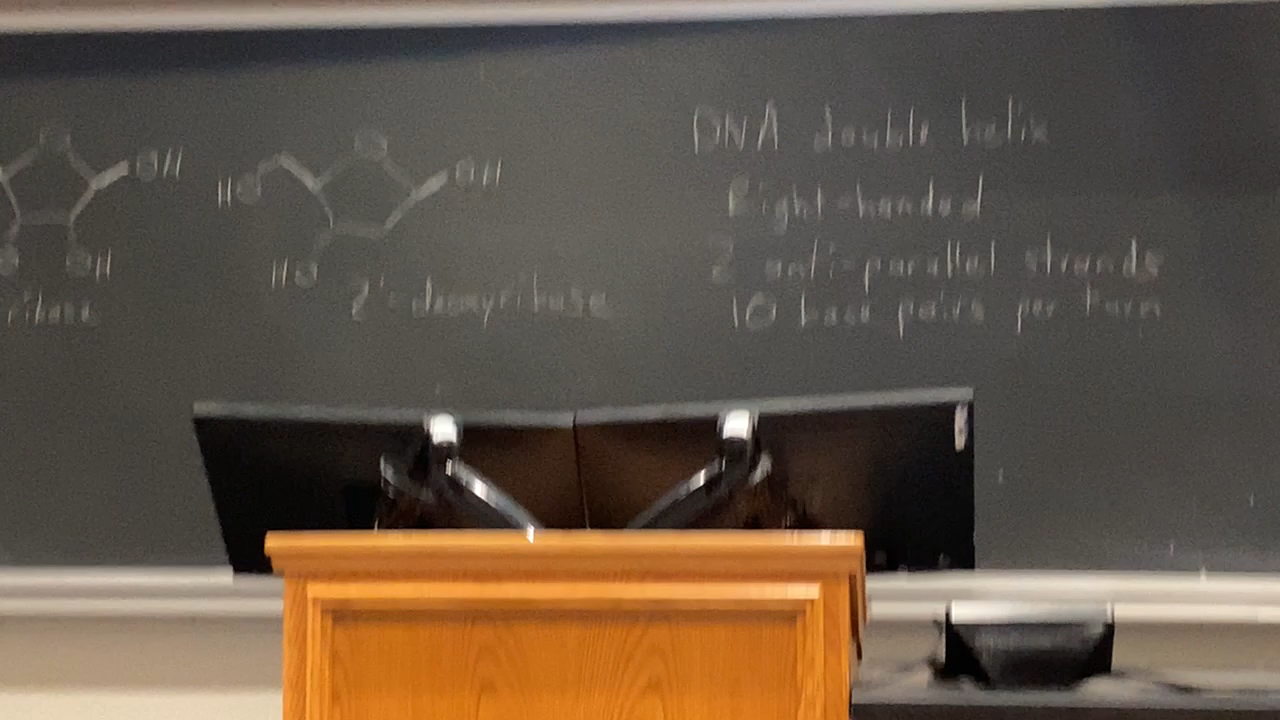 OH
OH
H
HO
OH
HO
ribose
2'-deoxyribose
DNA double helix
Right-handed
2 anti-parallel strands
10 base pairs per turn